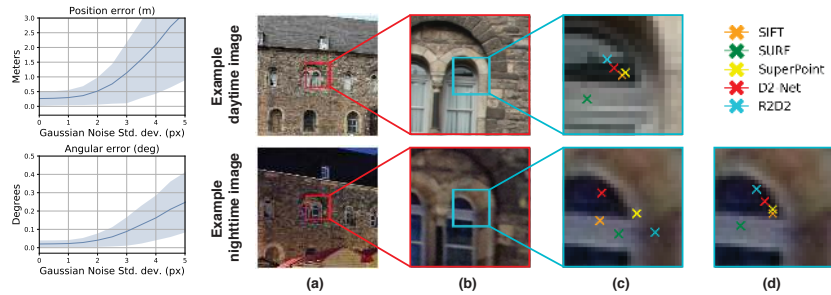 Position error (m)
Meters
3.0
2.5
2.0
1.5
1.0
0.5
0.0
0 1 2 3 4 5
Gaussian Noise Std. dev. (px)
Angular error (deg)
Degrees
0.5
0.4
0.3
0.2
0.1
0.0
0 1 2 3 4 5
Gaussian Noise Std. dev. (px)
Example
daytime image
Example
nighttime image
SIFT
SURF
SuperPoint
D2-Net
R2D2
(a) (b) (c) (d)